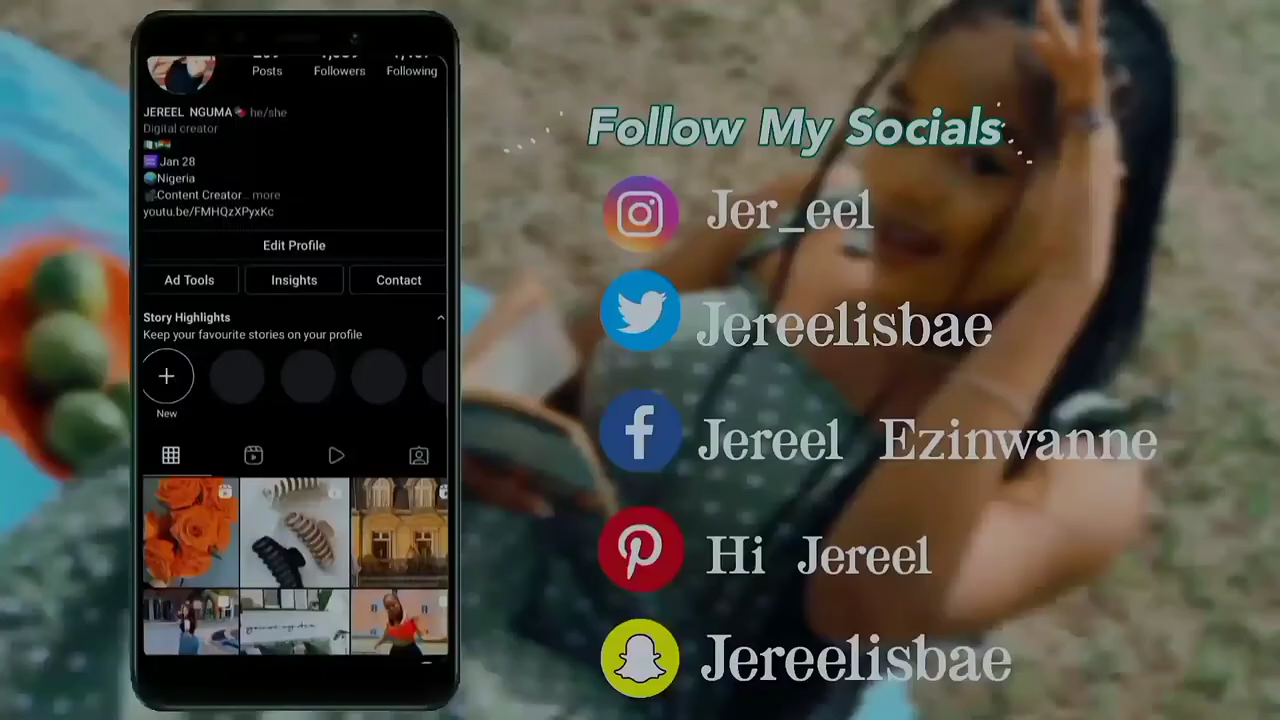 Posts Followers Following
JEREEL NGUMA he/she
Digital creator
Jan 28
Nigeria
Content Creator... more
youtu.be/FMHQzXPyxKc
Edit Profile
Ad Tools Insights Contact
Story Highlights
Keep your favourite stories on your profile
New
Follow My Socials
Jer_eel
Jereelisbae
Jereel Ezinwanne
Hi Jereel
Jereelisbae